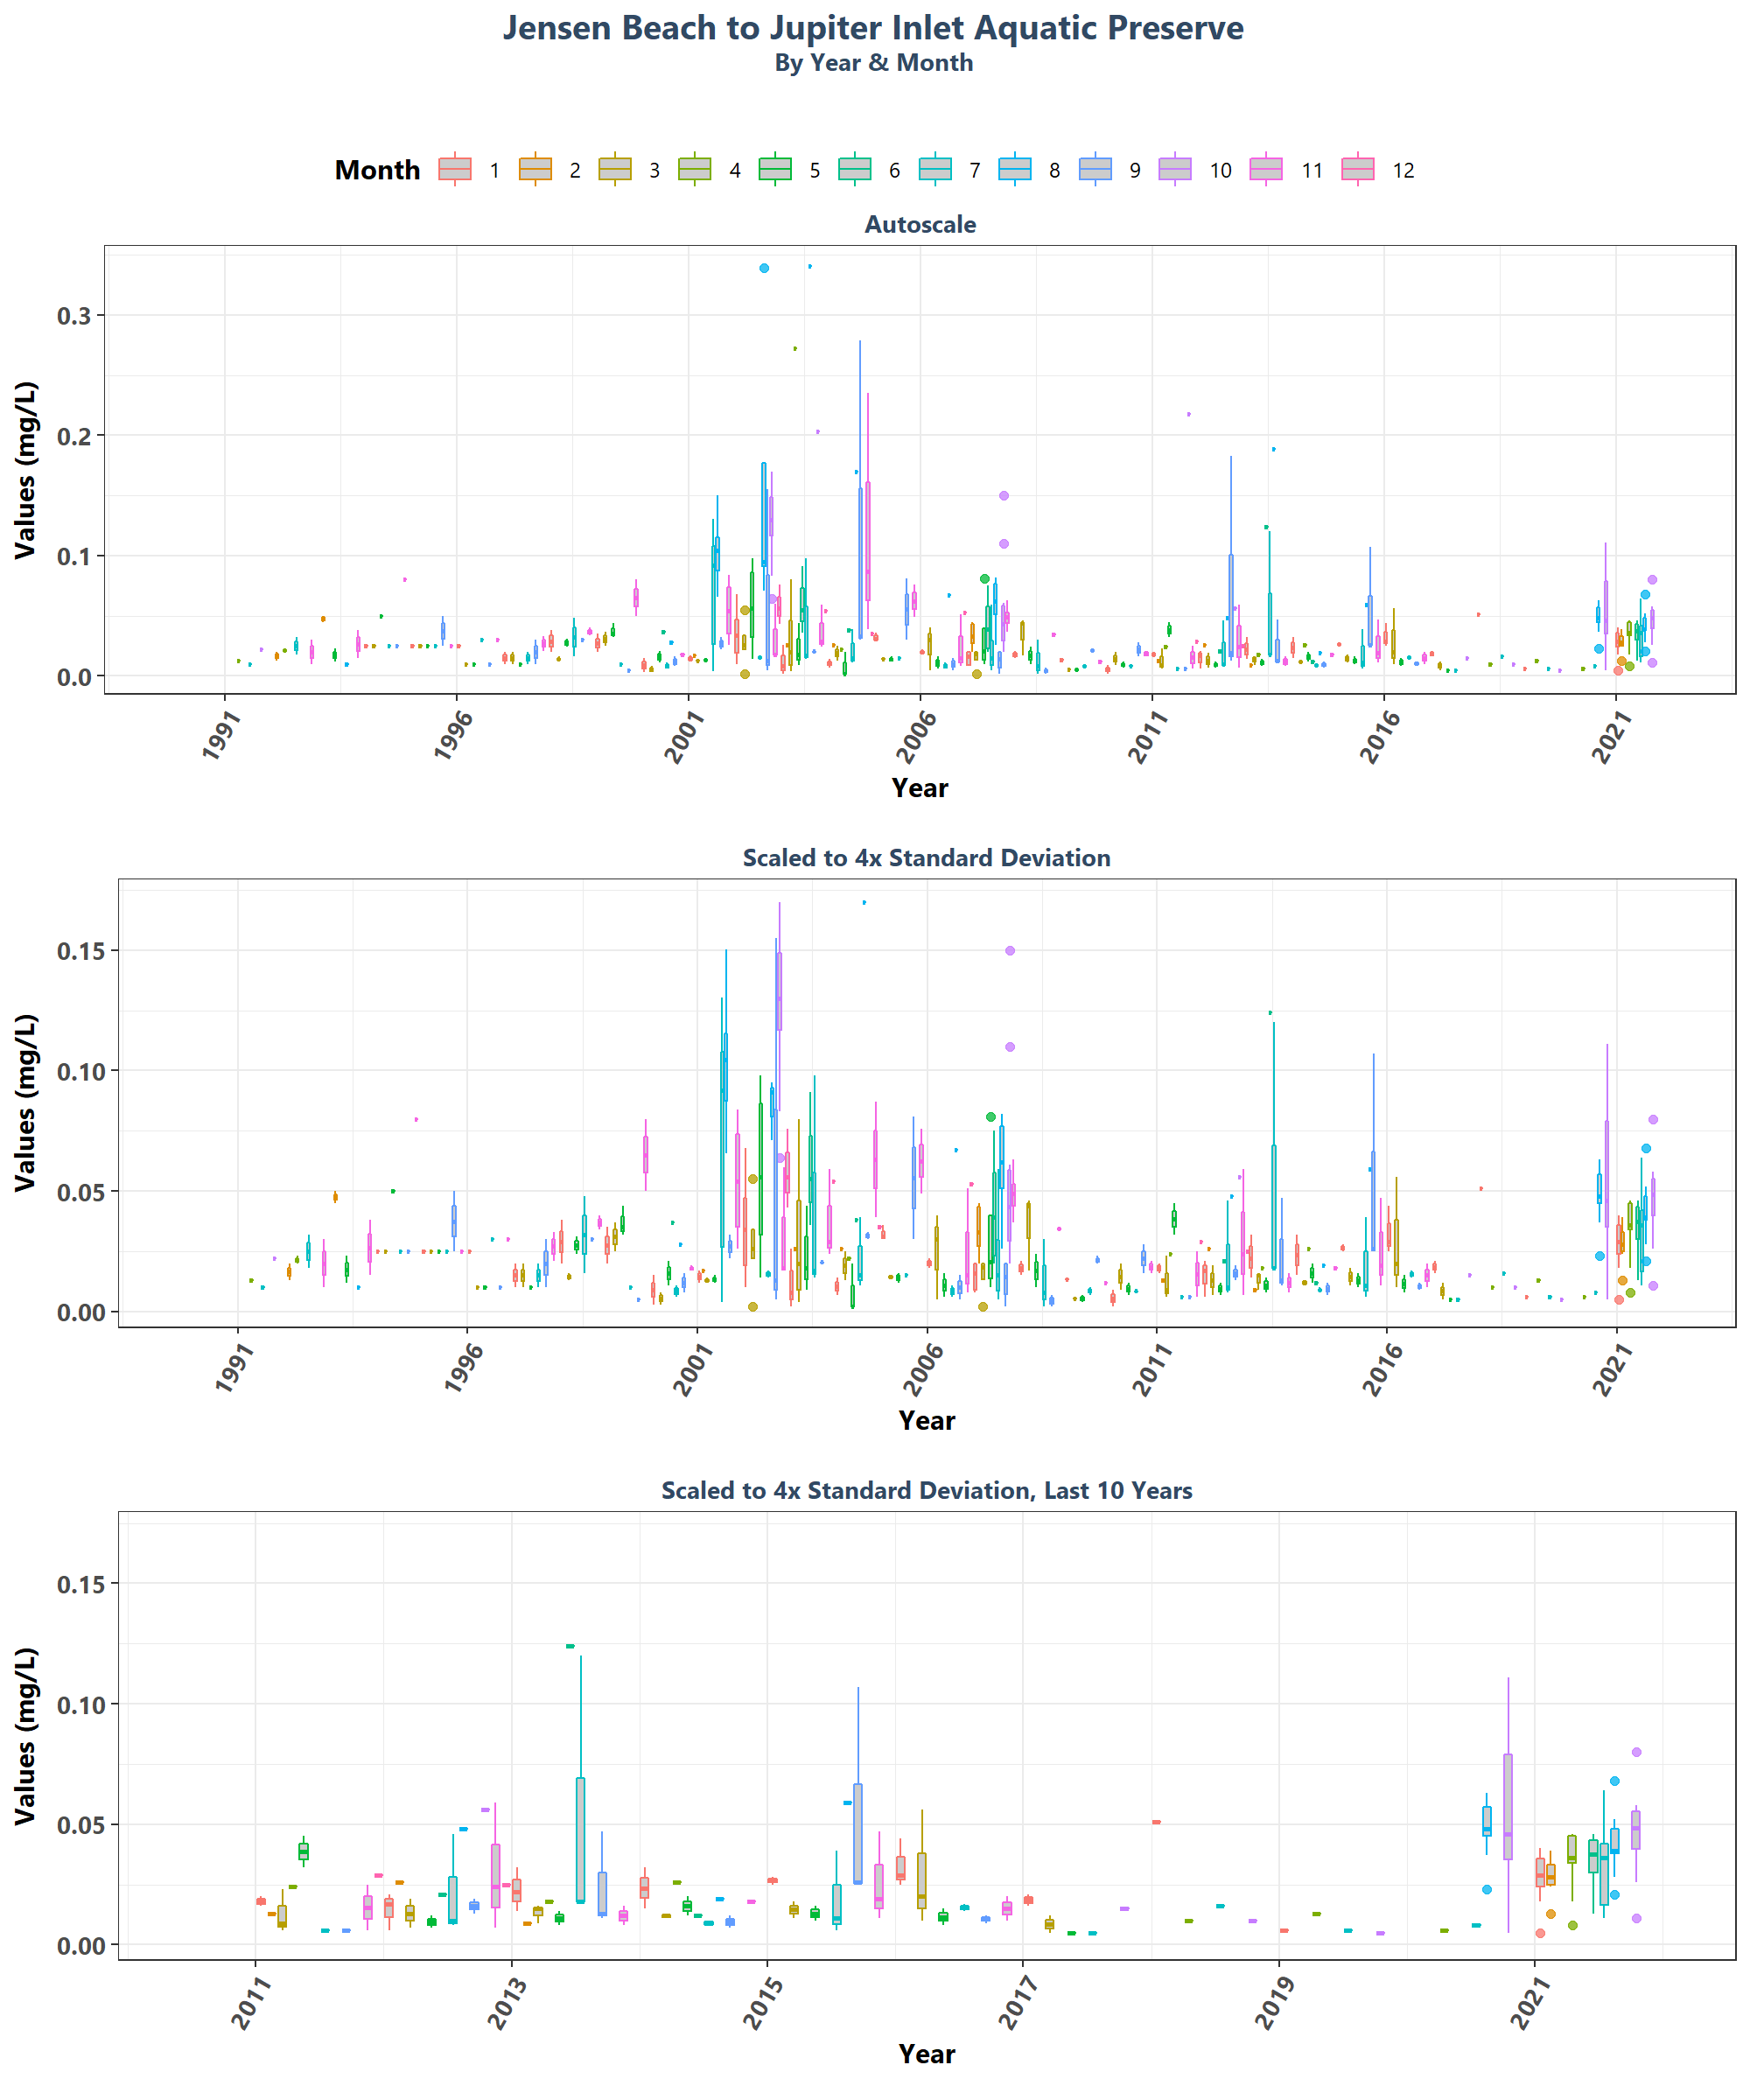 Jensen Beach to Jupiter Inlet Aquatic Preserve
By Year & Month
Month 1 2 3 4 5 6 7 8 9 10 11 12
Autoscale
Values (mg/L)
0.3
0.2
0.1
0.0
1991 1996 2001 2006 2011 2016 2021
Year
Scaled to 4x Standard Deviation
Values (mg/L)
0.15
0.10
0.05
0.00
1991 1996 2001 2006 2011 2016 2021
Year
Scaled to 4x Standard Deviation, Last 10 Years
Values (mg/L)
0.15
0.10
0.05
0.00
2011 2013 2015 2017 2019 2021
Year